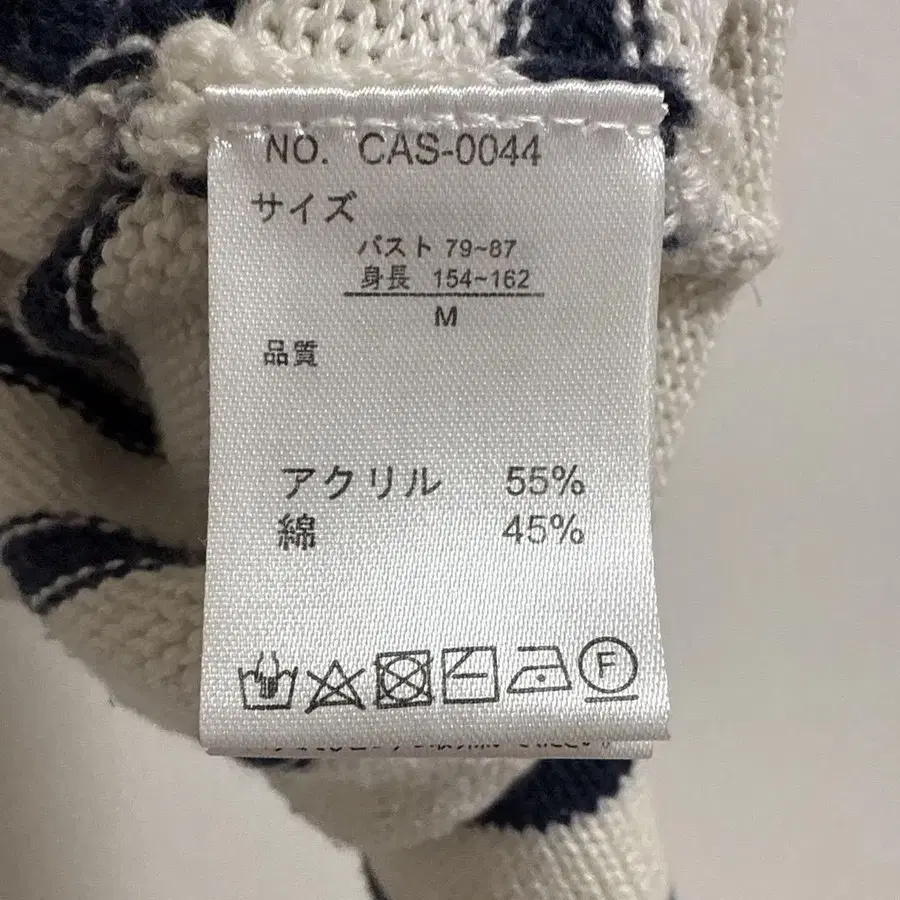 NO. CAS-0044
サイズ
バスト 79~87
身長 154~162
M
品質
アクリル 55%
綿 45%
F